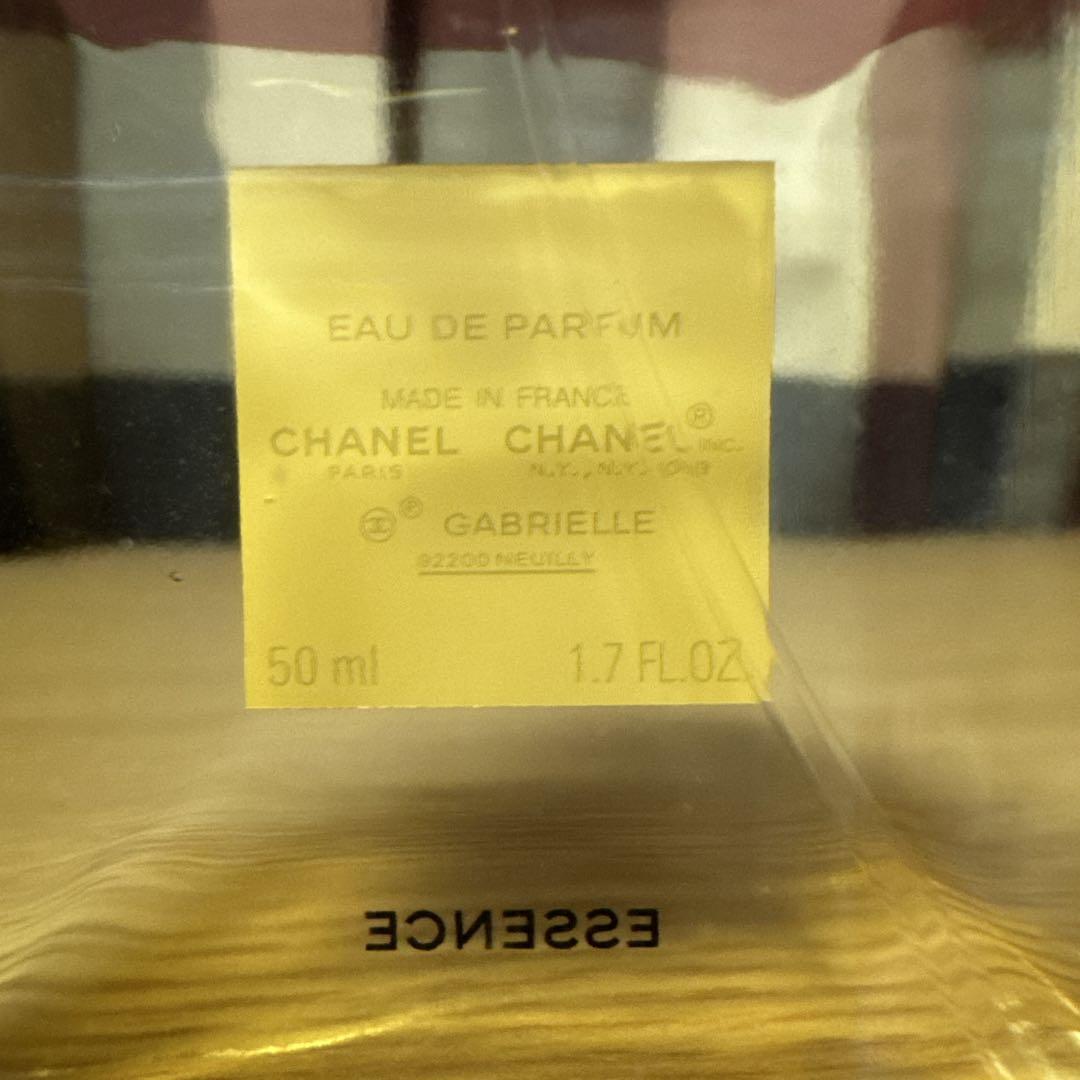 EAU DE PARFUM
MADE IN FRANCE
CHANEL CHANEL® INC.
PARIS N.Y., N.Y.
℗ GABRIELLE
92200 NEUILLY
50 ml 1.7 FL.OZ.
ESSENCE